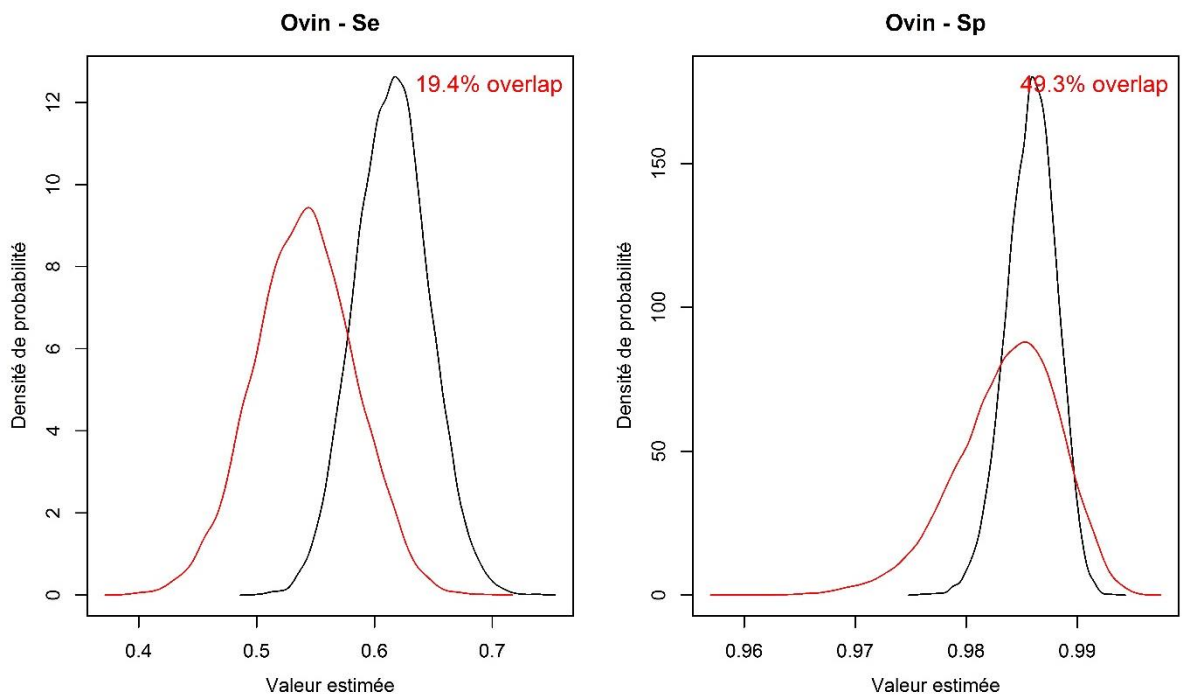 Ovin - Se
19.4% overlap
Densité de probabilité
12
10
8
6
4
2
0
0.4 0.5 0.6 0.7
Valeur estimée
Ovin - Sp
49.3% overlap
Densité de probabilité
150
100
50
0
0.96 0.97 0.98 0.99
Valeur estimée